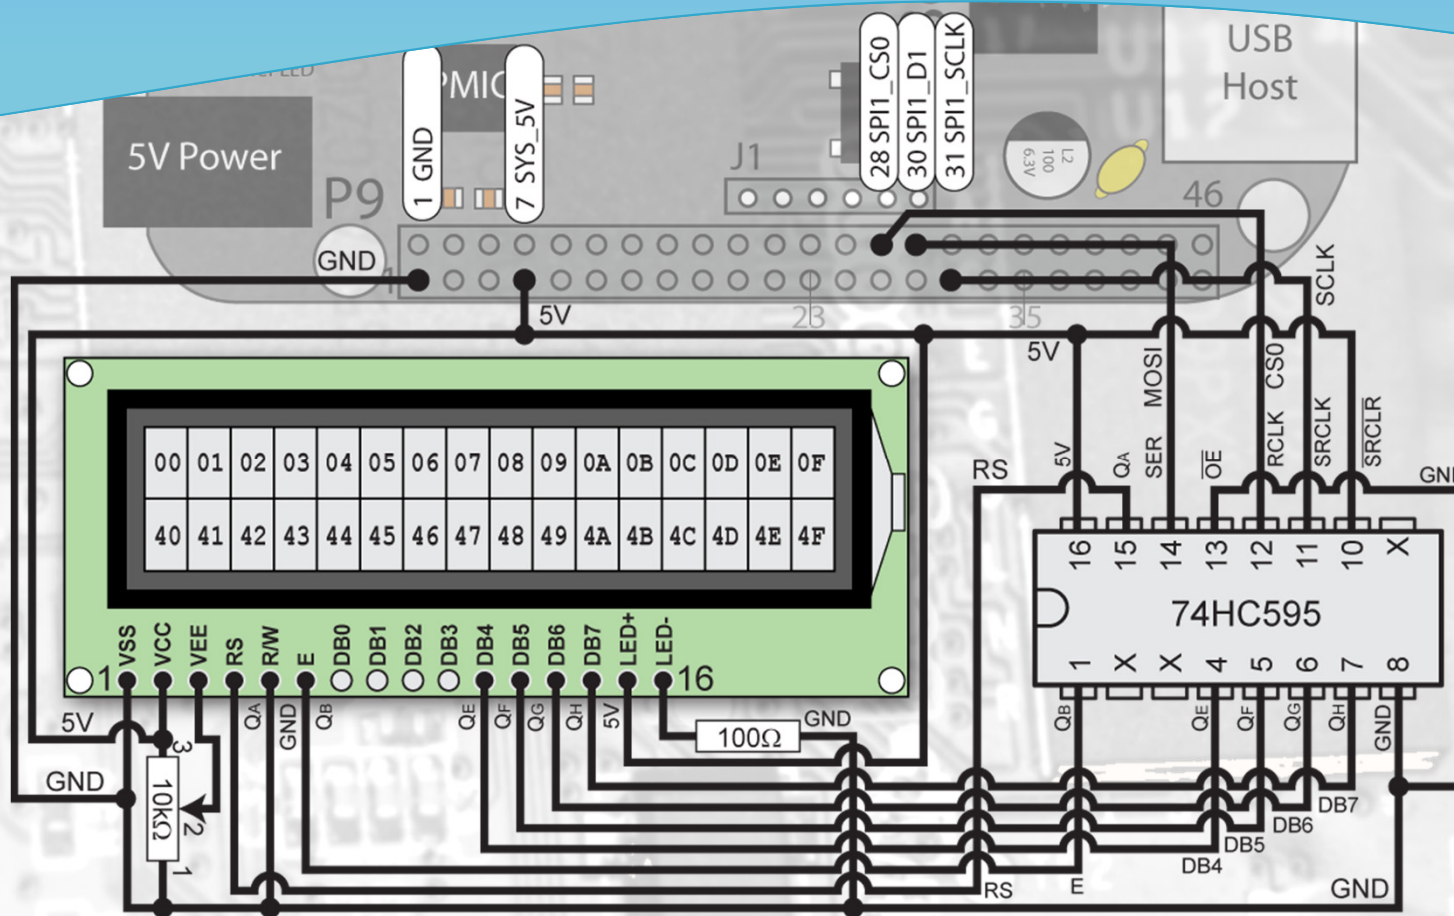 5V Power
PMIC
1 GND
7 SYS_5V
28 SPI1_CS0
30 SPI1_D1
31 SPI1_SCLK
USB
Host
J1
L2
100
6.3V
P9
46
GND
1
5V
23
35
SCLK
5V
MOSI
CS0
RS
5V
QA
SER
OE
RCLK
SRCLK
SRCLR
00 01 02 03 04 05 06 07 08 09 0A 0B 0C 0D 0E 0F
40 41 42 43 44 45 46 47 48 49 4A 4B 4C 4D 4E 4F
16 15 14 13 12 11 10 X
74HC595
1 X X 4 5 6 7 8
1 VSS VCC VEE RS R/W E DB0 DB1 DB2 DB3 DB4 DB5 DB6 DB7 LED+ LED- 16
5V
QA
GND
QB
QE
QF
QG
QH
5V
GND
100Ω
QB
QE
QF
QG
QH
GND
3
GND
10kΩ
2
1
DB7
DB6
DB5
DB4
RS
E
GND